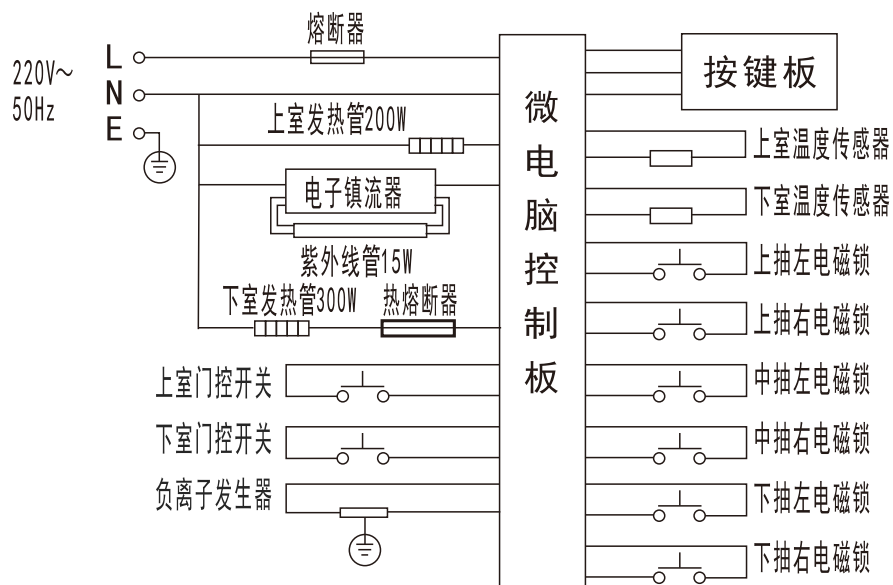 熔断器
220V～
50Hz
L
N
E
上室发热管200W
电子镇流器
紫外线管15W
下室发热管300W
热熔断器
上室门控开关
下室门控开关
负离子发生器
微电脑控制板
按键板
上室温度传感器
下室温度传感器
上抽左电磁锁
上抽右电磁锁
中抽左电磁锁
中抽右电磁锁
下抽左电磁锁
下抽右电磁锁